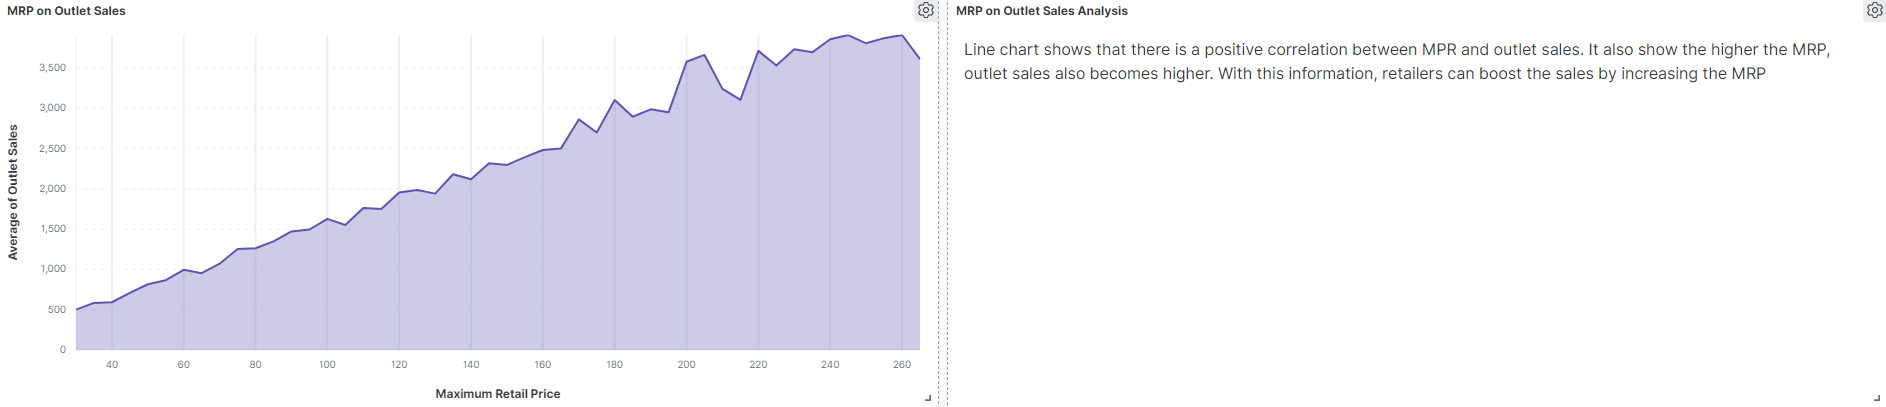 MRP on Outlet Sales
3,500
3,000
2,500
2,000
1,500
1,000
500
0
Average of Outlet Sales
40 60 80 100 120 140 160 180 200 220 240 260
Maximum Retail Price
MRP on Outlet Sales Analysis
Line chart shows that there is a positive correlation between MPR and outlet sales. It also show the higher the MRP,
outlet sales also becomes higher. With this information, retailers can boost the sales by increasing the MRP